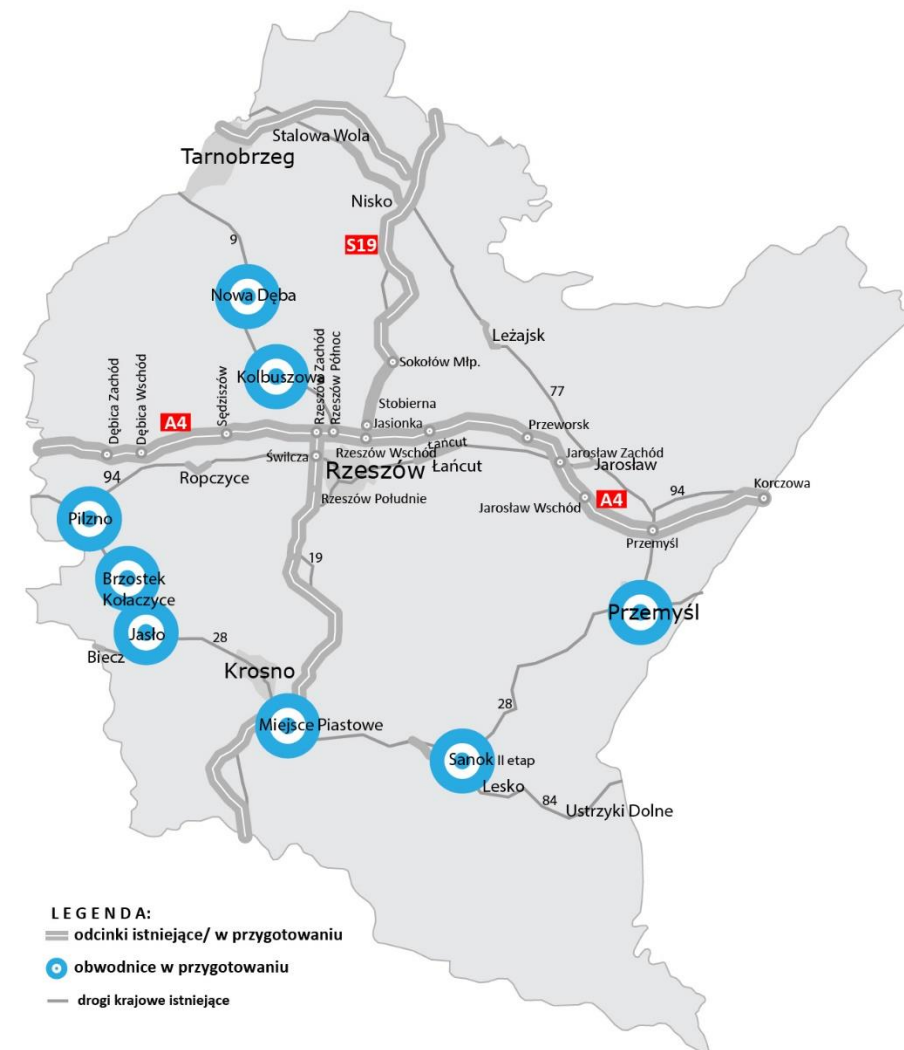 Stalowa Wola
Tarnobrzeg
Nisko
9
S19
Nowa Dęba
Leżajsk
Kolbuszowa
Sokołów Młp.
Dębica Zachód
Dębica Wschód
Sędziszów
Rzeszów Zachód
Rzeszów Północ
77
Stobierna
Jasionka
A4
Przeworsk
Łańcut
Świlcza
Rzeszów Wschód
Rzeszów
Łańcut
Jarosław Zachód
Jarosław
94
Ropczyce
Korczowa
94
A4
Rzeszów Południe
Jarosław Wschód
Pilzno
Przemyśl
19
Brzostek
Kołaczyce
Przemyśl
Jasło
28
Biecz
Krosno
28
Miejsce Piastowe
Sanok II etap
Lesko
84
Ustrzyki Dolne
LEGENDA:
odcinki istniejące/ w przygotowaniu
obwodnice w przygotowaniu
drogi krajowe istniejące